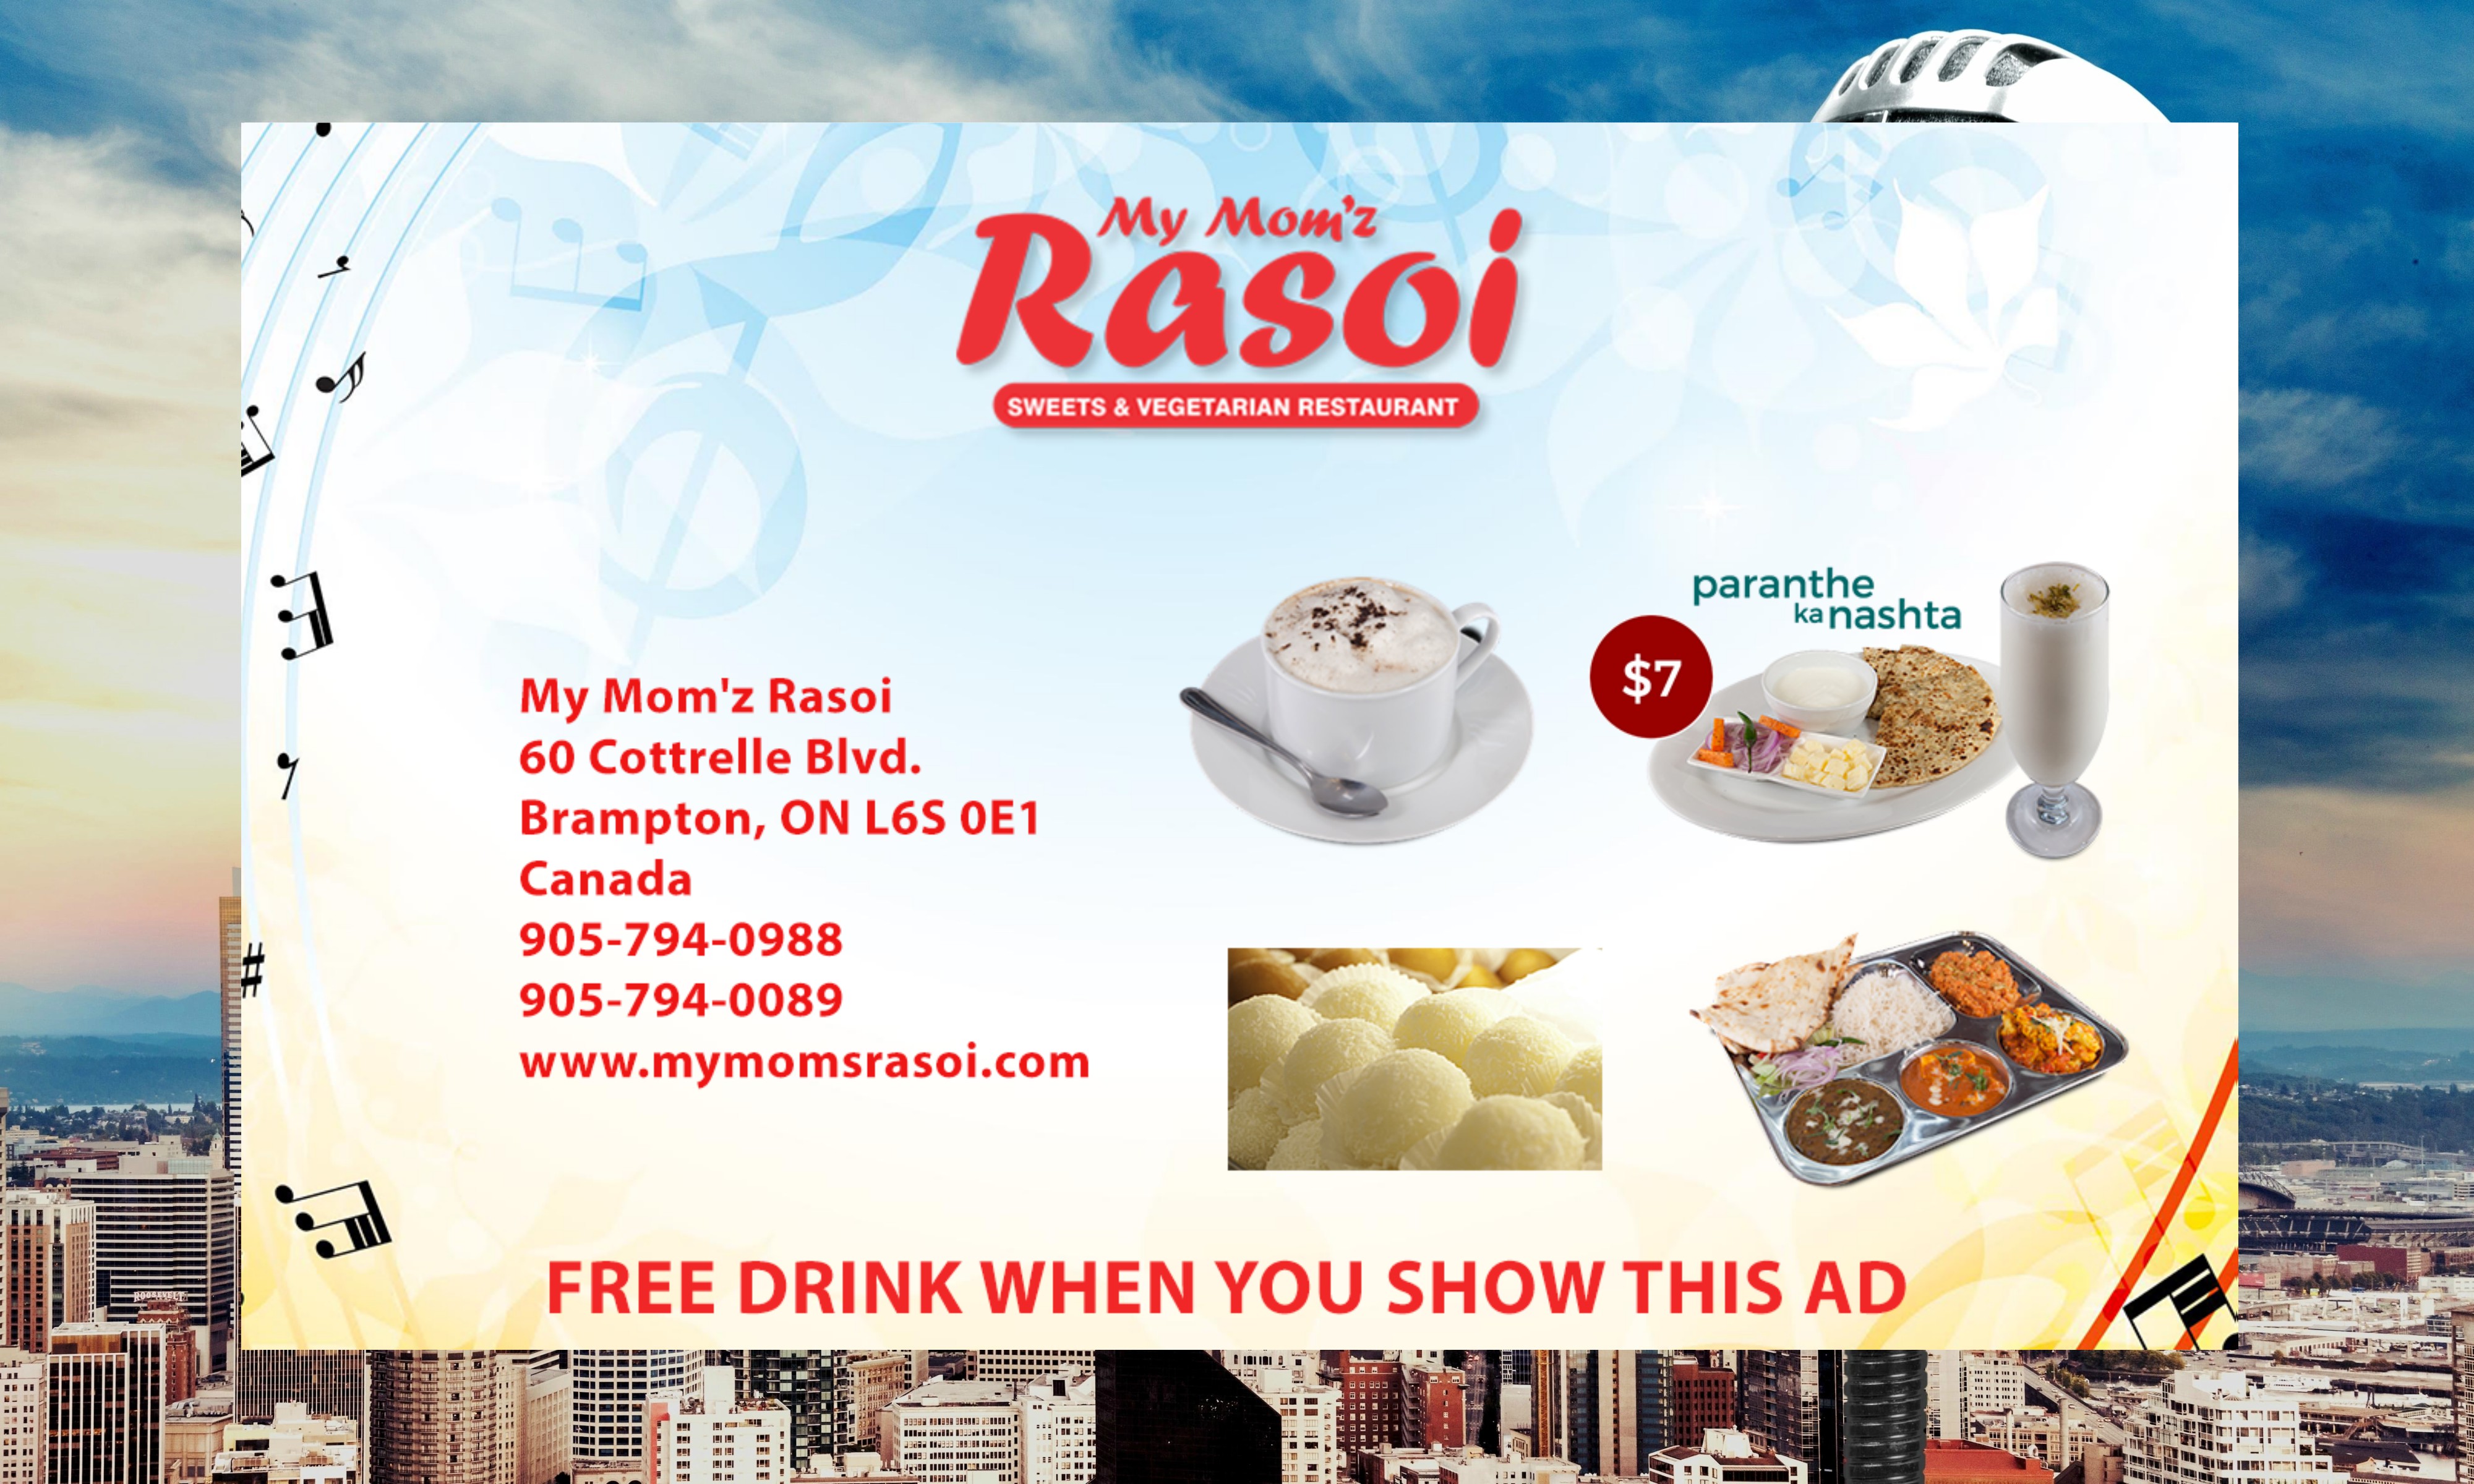 My Mom'z
Rasoi
SWEETS & VEGETARIAN RESTAURANT
paranthe
ka nashta
$7
My Mom'z Rasoi
60 Cottrelle Blvd.
Brampton, ON L6S 0E1
Canada
905-794-0988
905-794-0089
www.mymomsrasoi.com
FREE DRINK WHEN YOU SHOW THIS AD
ROOSEVELT